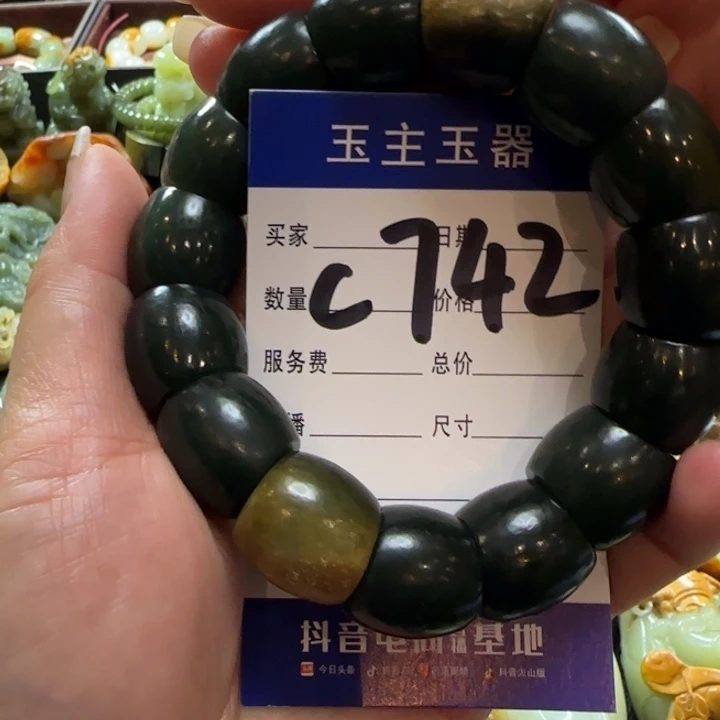 玉主玉器
买家 日期
C742
数量 价格
服务费 总价
播
尺寸
抖音电商 基地
今日头条 抖音火山版